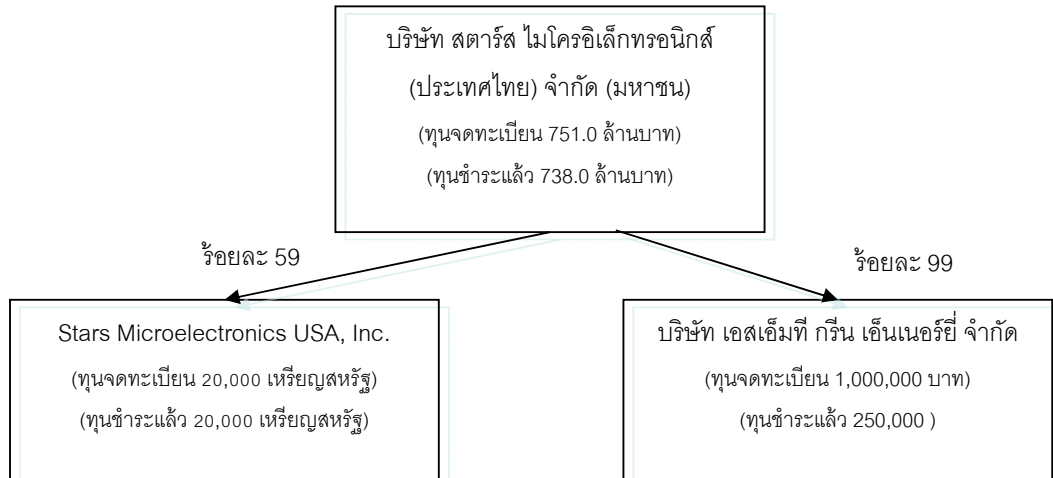 บริษัท สตาร์ส ไมโครอิเล็กทรอนิกส์
(ประเทศไทย) จำกัด (มหาชน)
(ทุนจดทะเบียน 751.0 ล้านบาท)
(ทุนชำระแล้ว 738.0 ล้านบาท)
ร้อยละ 59
ร้อยละ 99
Stars Microelectronics USA, Inc.
(ทุนจดทะเบียน 20,000 เหรียญสหรัฐ)
(ทุนชำระแล้ว 20,000 เหรียญสหรัฐ)
บริษัท เอสเอ็มที กรีน เอ็นเนอร์ยี่ จำกัด
(ทุนจดทะเบียน 1,000,000 บาท)
(ทุนชำระแล้ว 250,000 )